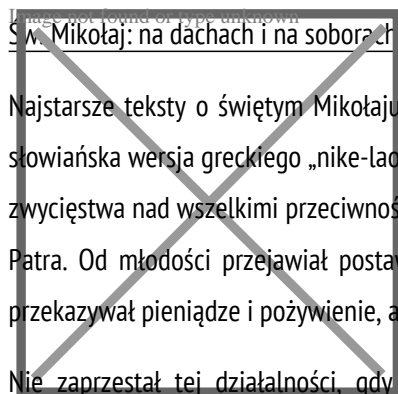 Image not found or type unknown
Św. Mikołaj: na dachach i na soborach
Najstarsze teksty o świętym Mikołaju
słowiańska wersja greckiego „nike-lao
zwycięstwa nad wszelkimi przeciwnoś
Patra. Od młodości przejawiał postaw
przekazywał pieniądze i pożywienie, a
Nie zaprzestał tej działalności, gdy